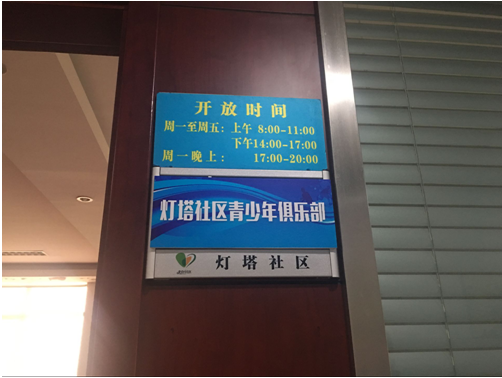 开放时间
周一至周五：上午 8:00-11:00
下午14:00-17:00
周一晚上： 17:00-20:00
灯塔社区青少年俱乐部
灯塔社区